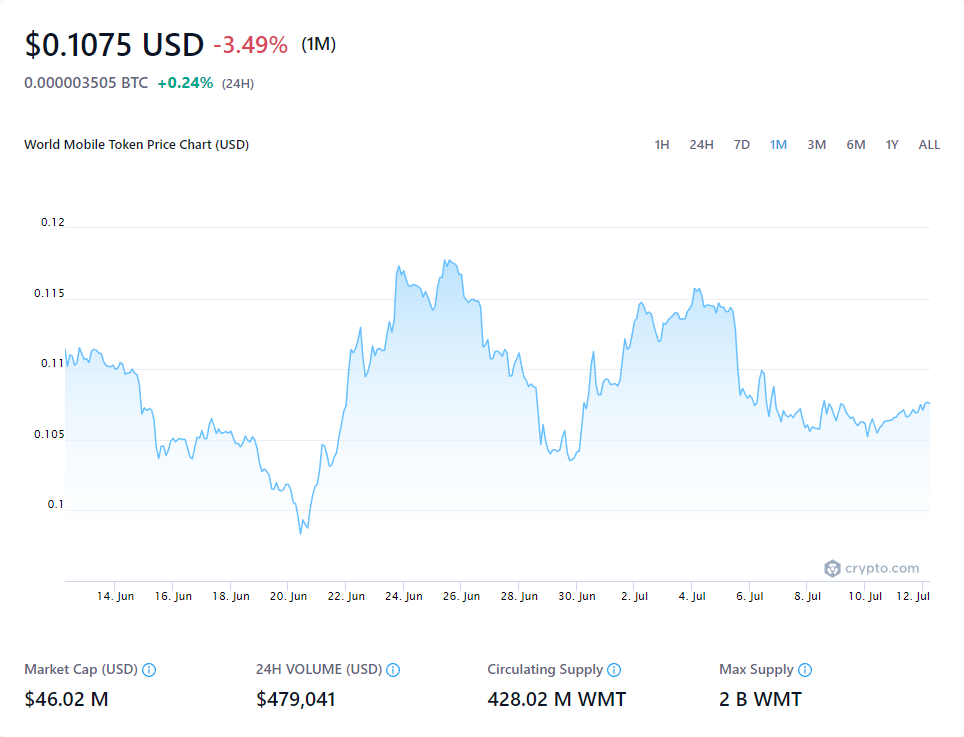 $0.1075 USD -3.49% (1M)
0.000003505 BTC +0.24% (24H)
World Mobile Token Price Chart (USD) 1H 24H 7D 1M 3M 6M 1Y ALL
0.12
0.115
0.11
0.105
0.1
crypto.com
14. Jun 16. Jun 18. Jun 20. Jun 22. Jun 24. Jun 26. Jun 28. Jun 30. Jun 2. Jul 4. Jul 6. Jul 8. Jul 10. Jul 12. Jul
Market Cap (USD) 24H VOLUME (USD) Circulating Supply Max Supply
$46.02 M $479,041 428.02 M WMT 2 B WMT